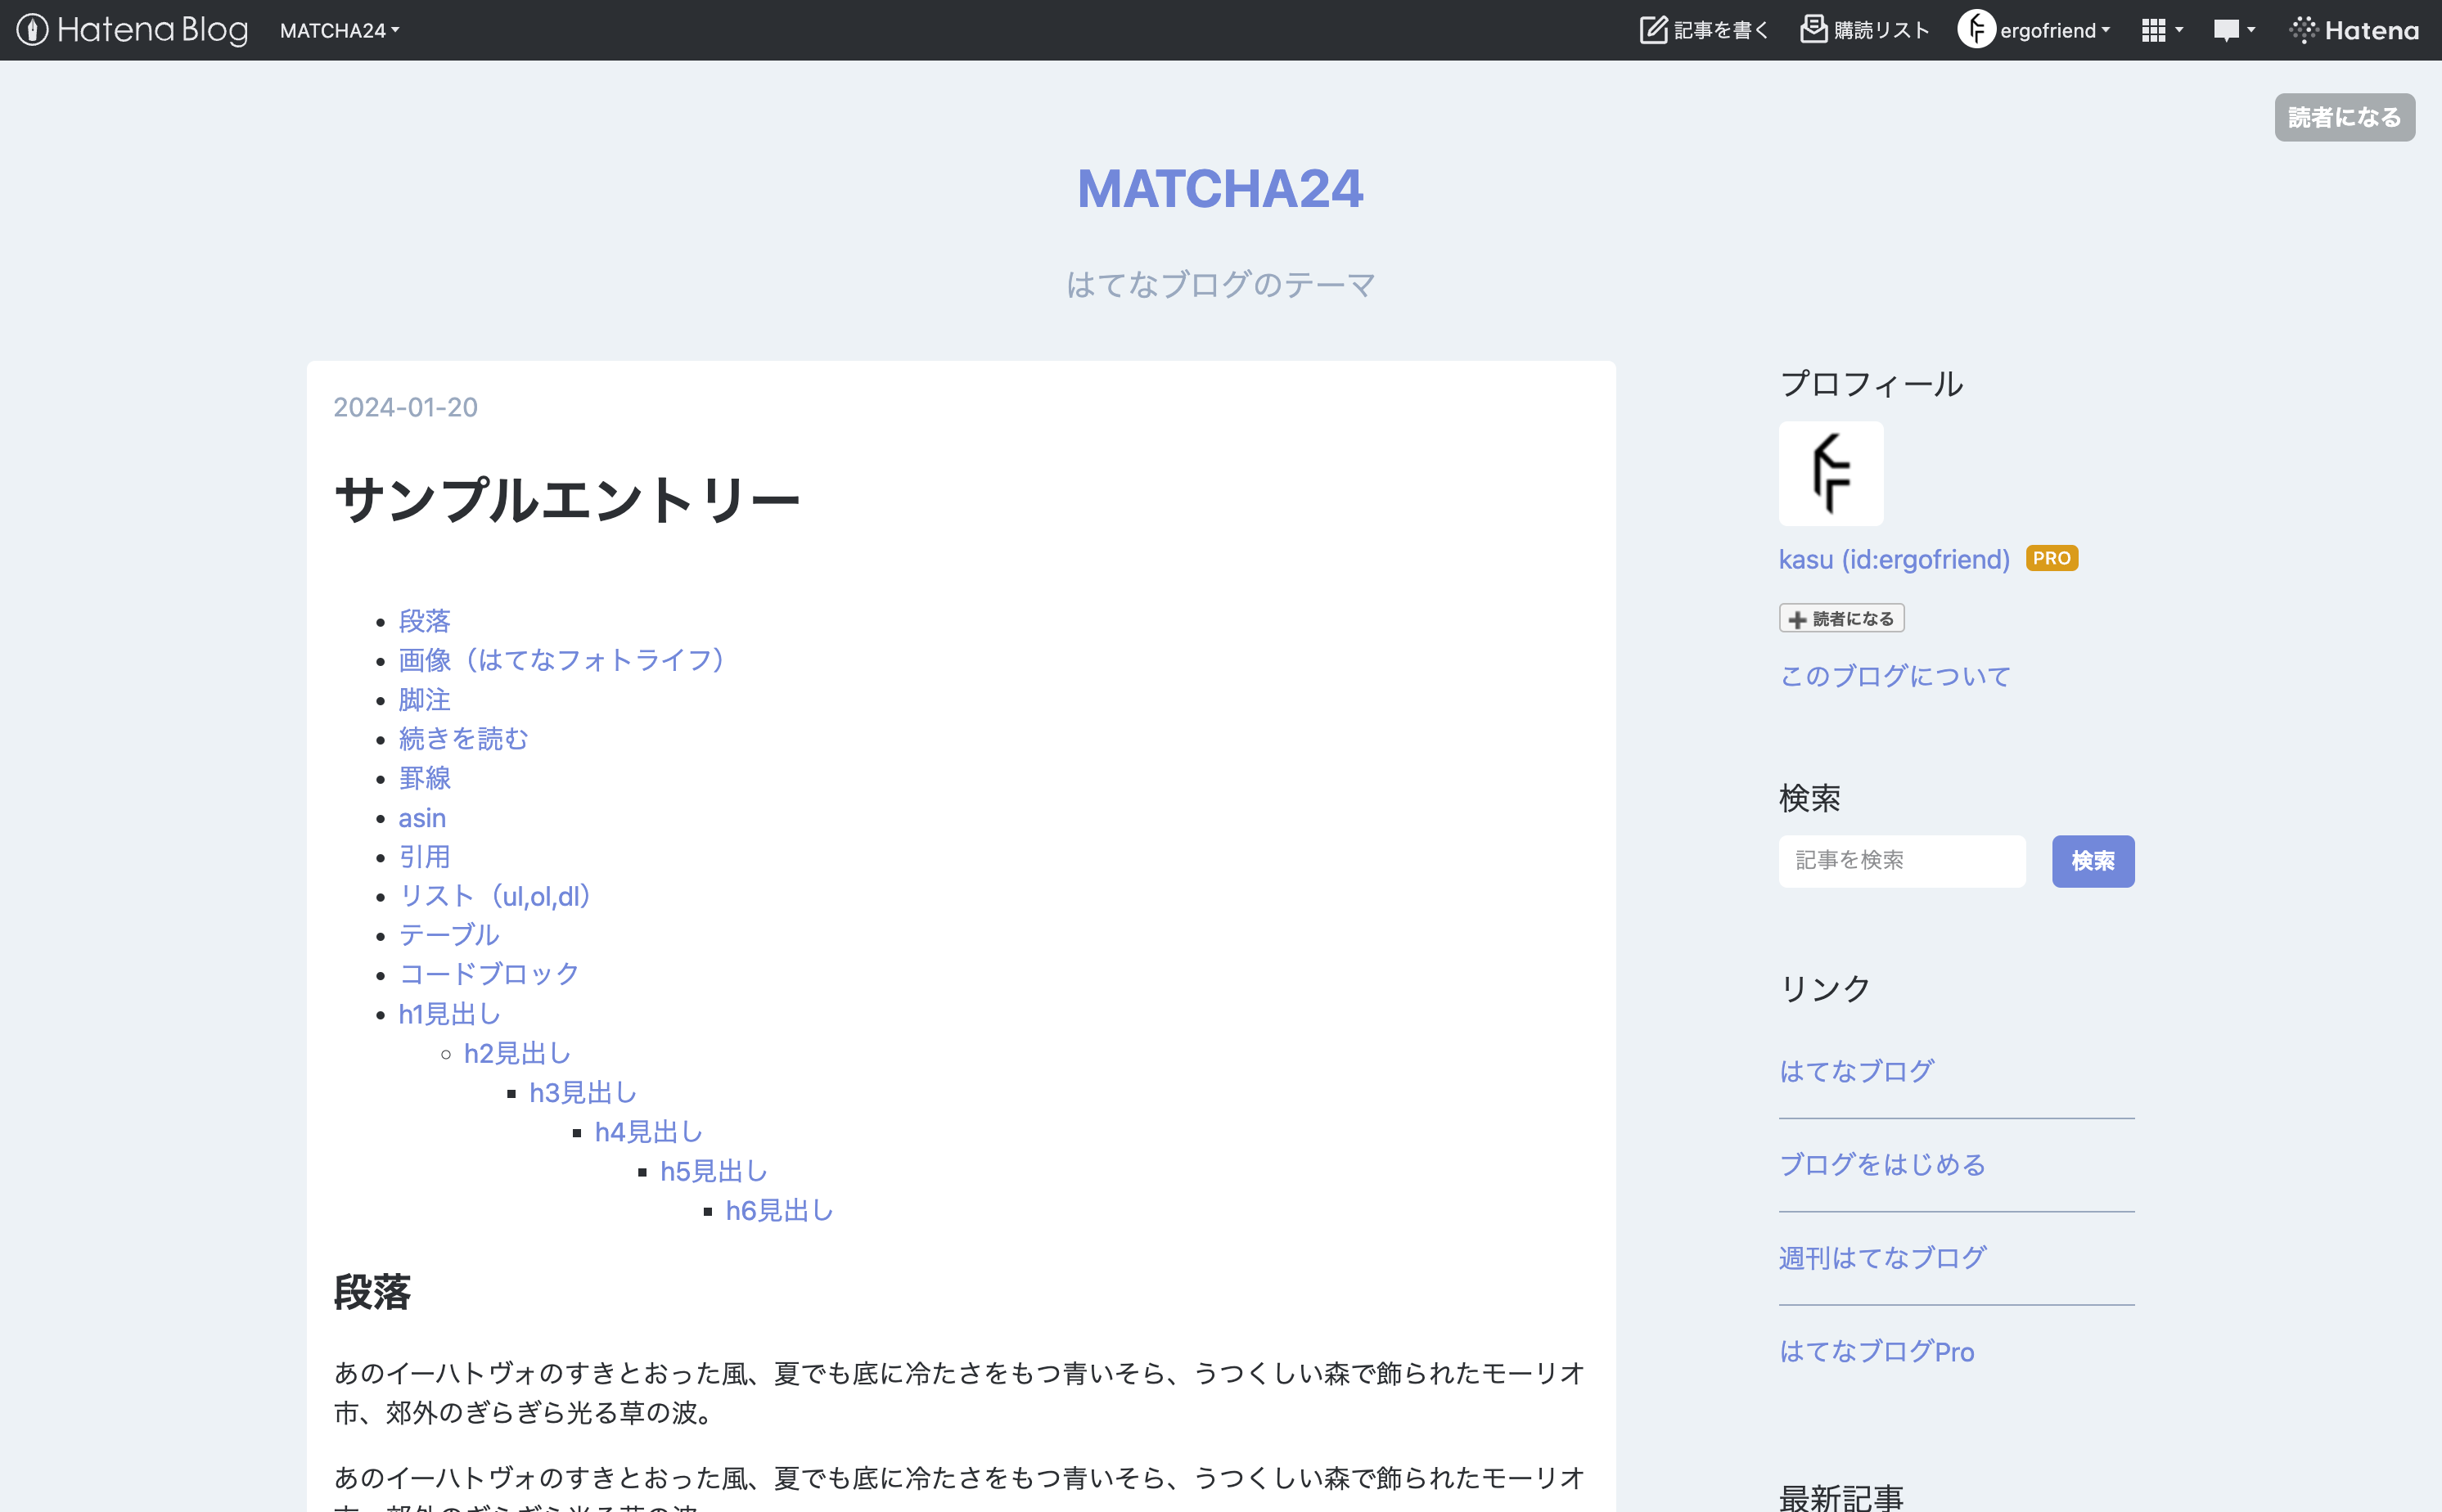 Hatena Blog
MATCHA24
記事を書く
購読リスト
ergofriend
Hatena
読者になる
MATCHA24
はてなブログのテーマ
2024-01-20
サンプルエントリー
段落
画像（はてなフォトライフ）
脚注
続きを読む
罫線
asin
引用
リスト（ul,ol,dl）
テーブル
コードブロック
h1見出し
h2見出し
h3見出し
h4見出し
h5見出し
h6見出し
段落
あのイーハトヴォのすきとおった風、夏でも底に冷たさをもつ青いそら、うつくしい森で飾られたモーリオ
市、郊外のぎらぎら光る草の波。
あのイーハトヴォのすきとおった風、夏でも底に冷たさをもつ青いそら、うつくしい森で飾られたモーリオ
市、郊外のぎらぎら光る草の波。
プロフィール
kasu (id:ergofriend) PRO
読者になる
このブログについて
検索
記事を検索
検索
リンク
はてなブログ
ブログをはじめる
週刊はてなブログ
はてなブログPro
最新記事